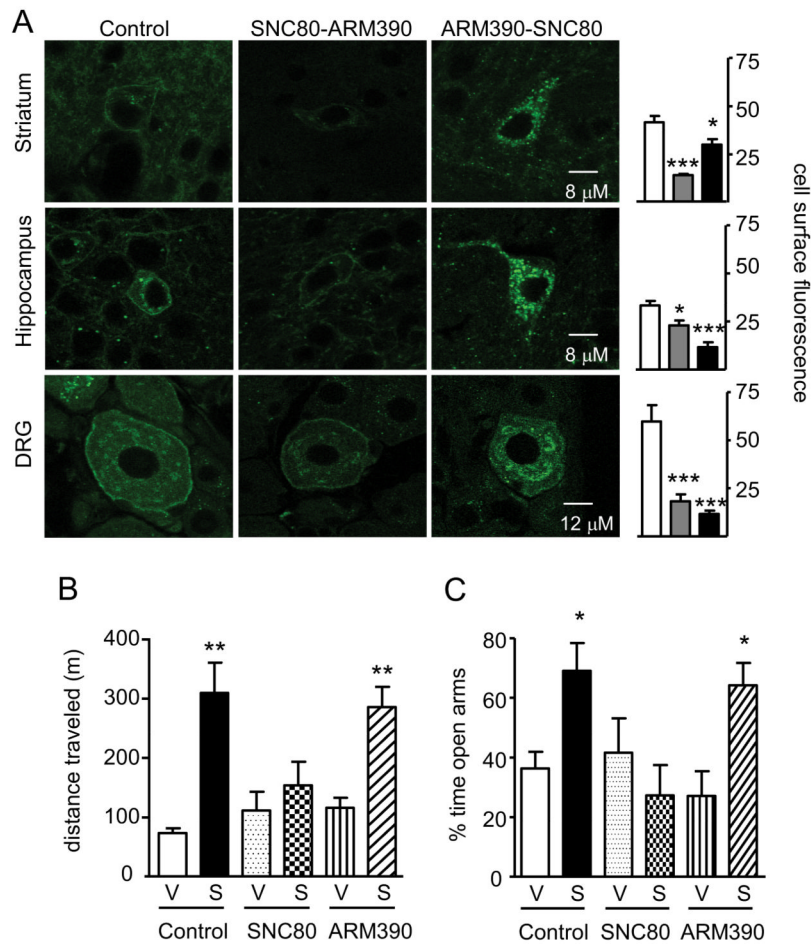 A
Control
SNC80-ARM390
ARM390-SNC80
Striatum
8 µM
75
50
25
***
*
Hippocampus
8 µM
75
50
25
*
***
DRG
12 µM
75
50
25
***
***
cell surface fluorescence
B
distance traveled (m)
400
300
200
100
0
**
**
V S V S V S
Control SNC80 ARM390
C
% time open arms
80
60
40
20
0
*
*
V S V S V S
Control SNC80 ARM390